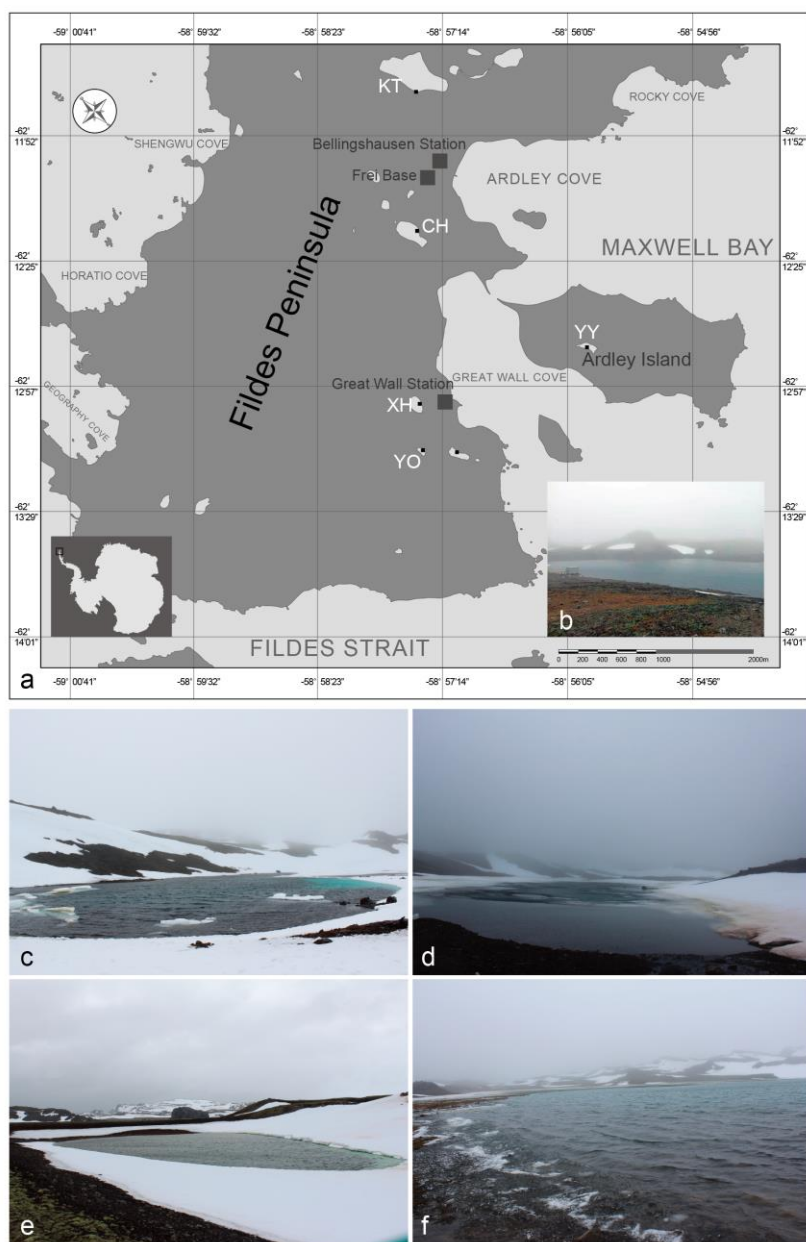 -59° 00'41"
-58° 59'32"
-58° 58'23"
-58° 57'14"
-58° 56'05"
-58° 54'56"
KT
ROCKY COVE
-62°
11'52"
-62°
11'52"
SHENGWU COVE
Bellingshausen Station
Frei Base
ARDLEY COVE
CH
MAXWELL BAY
-62°
12'25"
-62°
12'25"
HORATIO COVE
Fildes Peninsula
YY
Ardley Island
-62°
12'57"
-62°
12'57"
GEOGRAPHY COVE
Great Wall Station
GREAT WALL COVE
XH
YO
-62°
13'29"
-62°
13'29"
b
-62°
14'01"
-62°
14'01"
FILDES STRAIT
0 200 400 600 800 1000 2000m
a
-59° 00'41"
-58° 59'32"
-58° 58'23"
-58° 57'14"
-58° 56'05"
-58° 54'56"
c
d
e
f